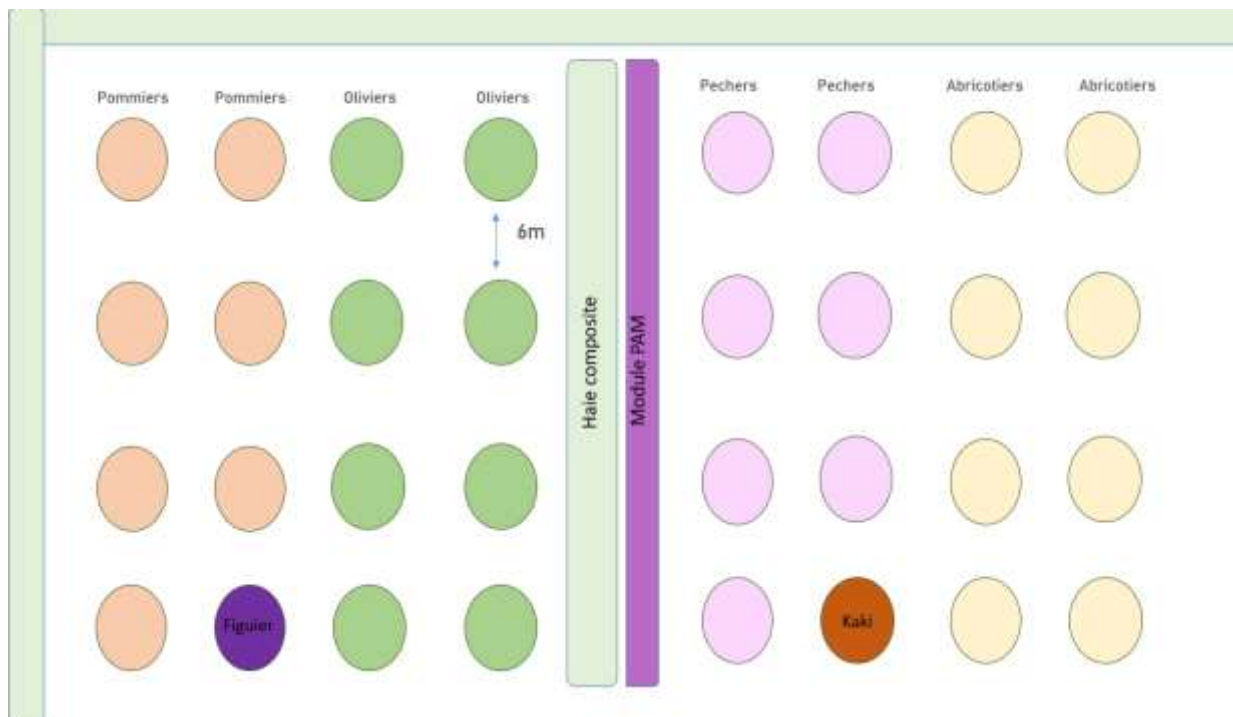 Pommiers
Pommiers
Oliviers
Oliviers
Pechers
Pechers
Abricotiers
Abricotiers
6m
Haie composite
Module PAM
Figuier
Kaki